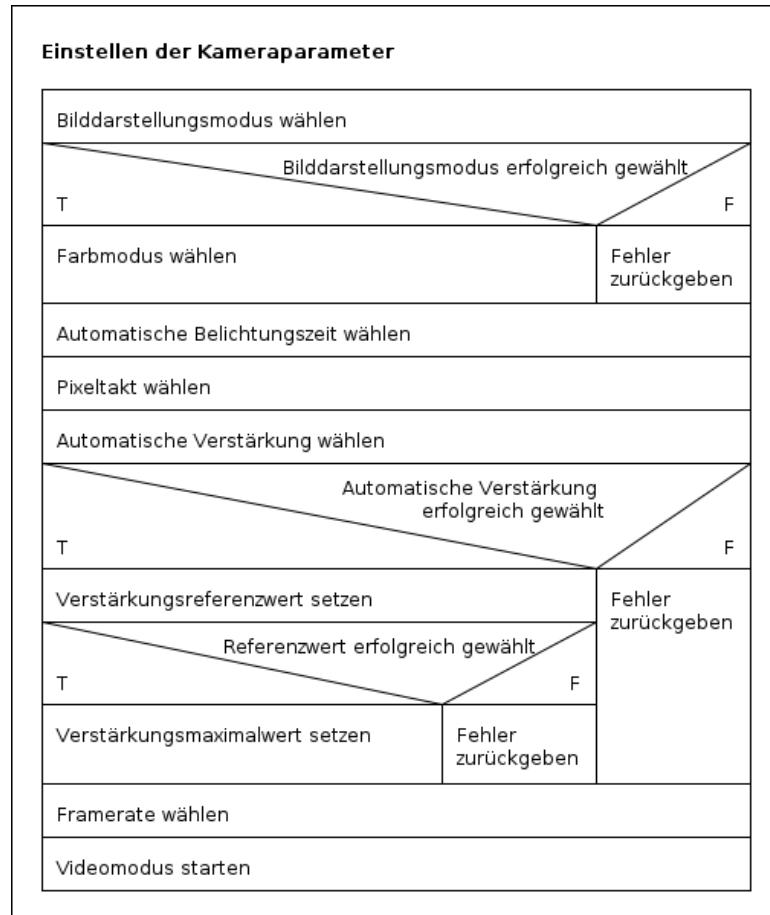 Einstellen der Kameraparameter
Bilddarstellungsmodus wählen
Bilddarstellungsmodus erfolgreich gewählt
T
F
Farbmodus wählen
Fehler
zurückgeben
Automatische Belichtungszeit wählen
Pixeltakt wählen
Automatische Verstärkung wählen
Automatische Verstärkung
erfolgreich gewählt
T
F
Verstärkungsreferenzwert setzen
Fehler
zurückgeben
Referenzwert erfolgreich gewählt
T
F
Verstärkungsmaximalwert setzen
Fehler
zurückgeben
Framerate wählen
Videomodus starten